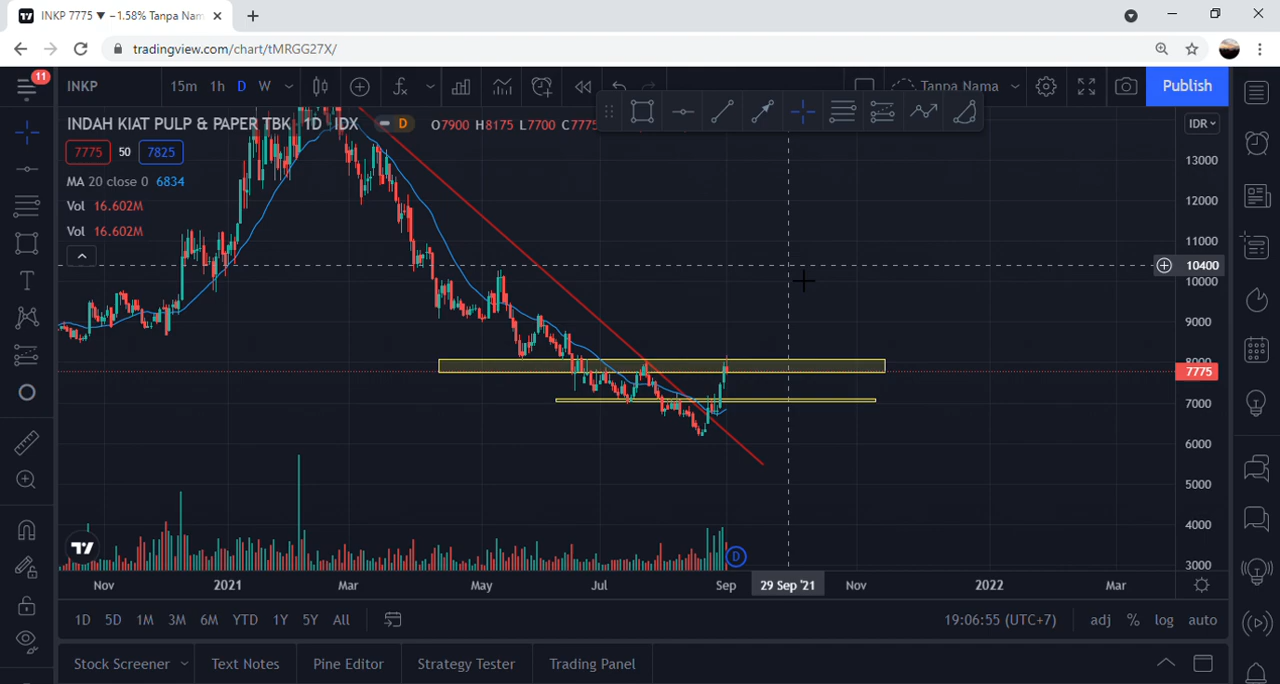 INKP 7775 ▼ −1.58% Tanpa Nam
tradingview.com/chart/tMRGG27X/
11
INKP
15m 1h D W
Tanpa Nama
Publish
INDAH KIAT PULP & PAPER TBK 1D IDX D O7900 H8175 L7700 C7775
IDR
7775 50 7825
MA 20 close 0 6834
Vol 16.602M
Vol 16.602M
13000
12000
11000
10400
10000
9000
8000
7775
7000
6000
5000
4000
3000
D
Nov 2021 Mar May Jul Sep 29 Sep '21 Nov 2022 Mar
1D 5D 1M 3M 6M YTD 1Y 5Y All
19:06:55 (UTC+7) adj % log auto
Stock Screener Text Notes Pine Editor Strategy Tester Trading Panel